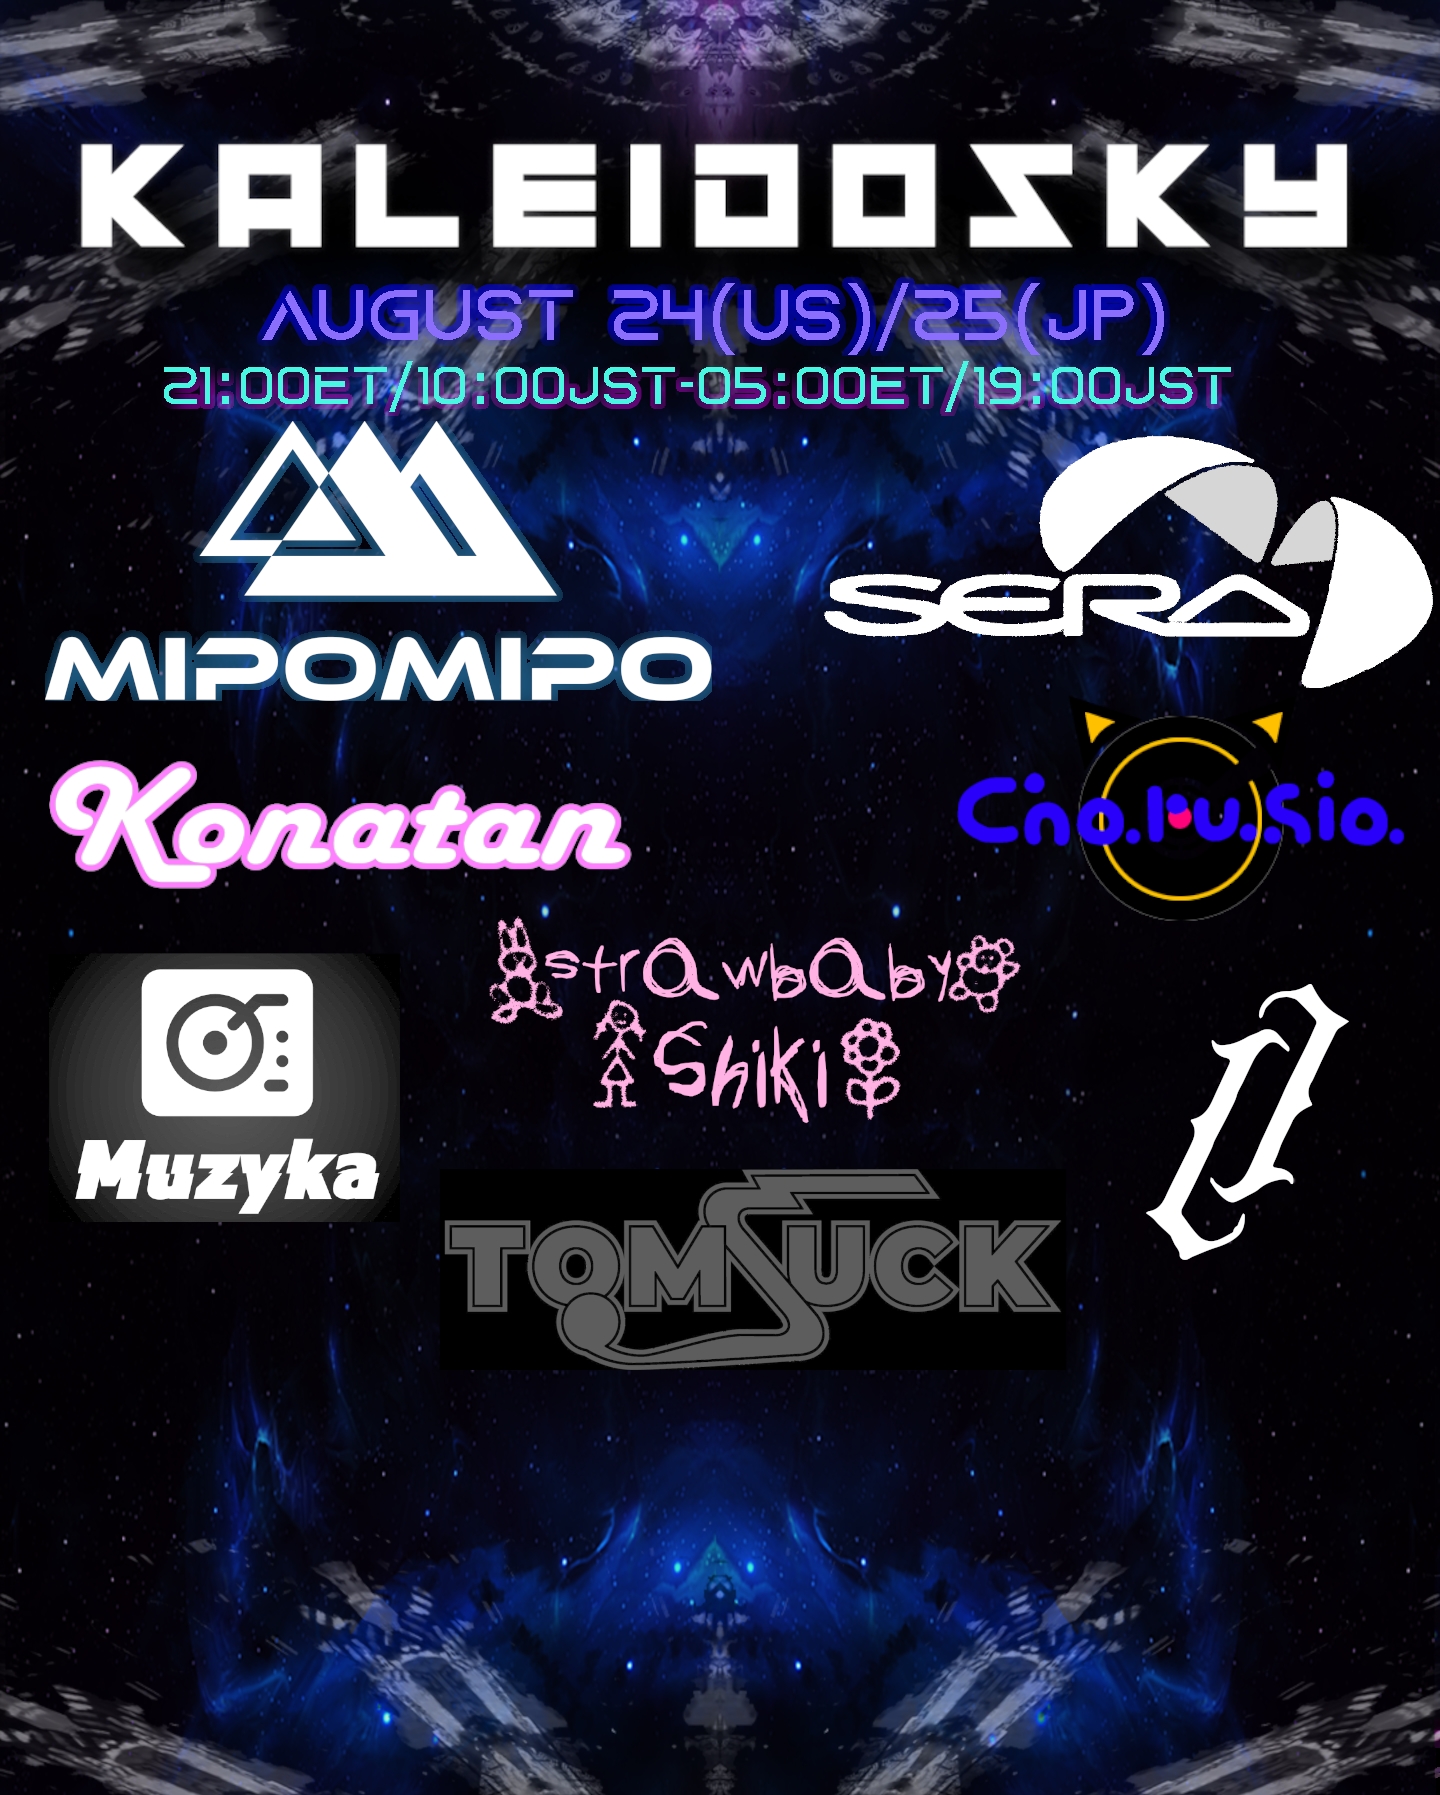 KALEIDOSKY
AUGUST 24(US)/25(JP)
21:00ET/10:00JST-05:00ET/19:00JST
MIPOMIPO
SERA
Konatan
Cho.ru.Sio.
strAwbAby
Shiki
Muzyka
TOMSUCK